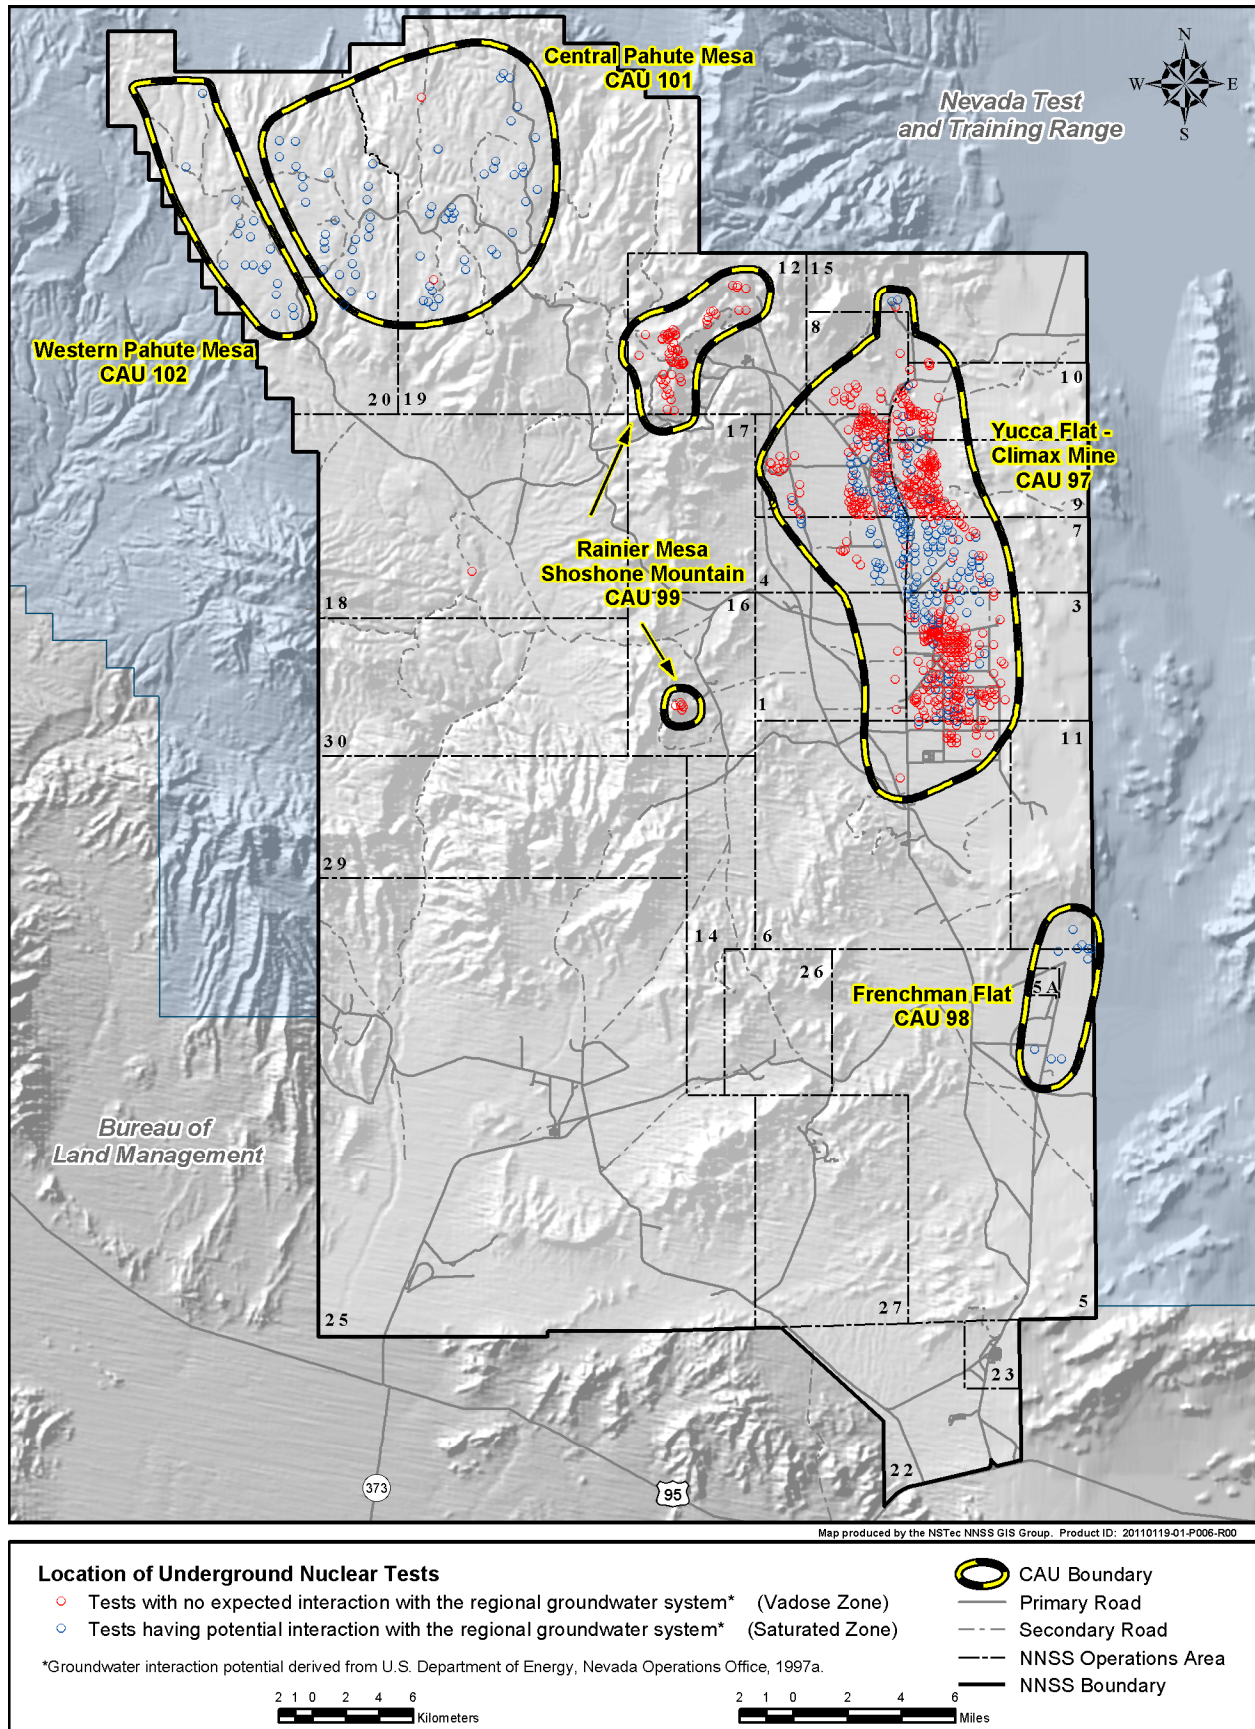 Central Pahute Mesa
CAU 101
N
W
E
S
Nevada Test
and Training Range
12
15
8
Western Pahute Mesa
CAU 102
10
20
19
17
Yucca Flat -
Climax Mine
CAU 97
2
9
7
Rainier Mesa
Shoshone Mountain
CAU 99
4
18
16
3
1
30
11
29
14
6
26
5A
Frenchman Flat
CAU 98
Bureau of
Land Management
25
27
5
23
22
373
95
Map produced by the NSTec NNSS GIS Group. Product ID: 20110119-01-P006-R00
Location of Underground Nuclear Tests
Tests with no expected interaction with the regional groundwater system* (Vadose Zone)
Tests having potential interaction with the regional groundwater system* (Saturated Zone)
*Groundwater interaction potential derived from U.S. Department of Energy, Nevada Operations Office, 1997a.
2 1 0 2 4 6
Kilometers
2 1 0 2 4 6
Miles
CAU Boundary
Primary Road
Secondary Road
NNSS Operations Area
NNSS Boundary